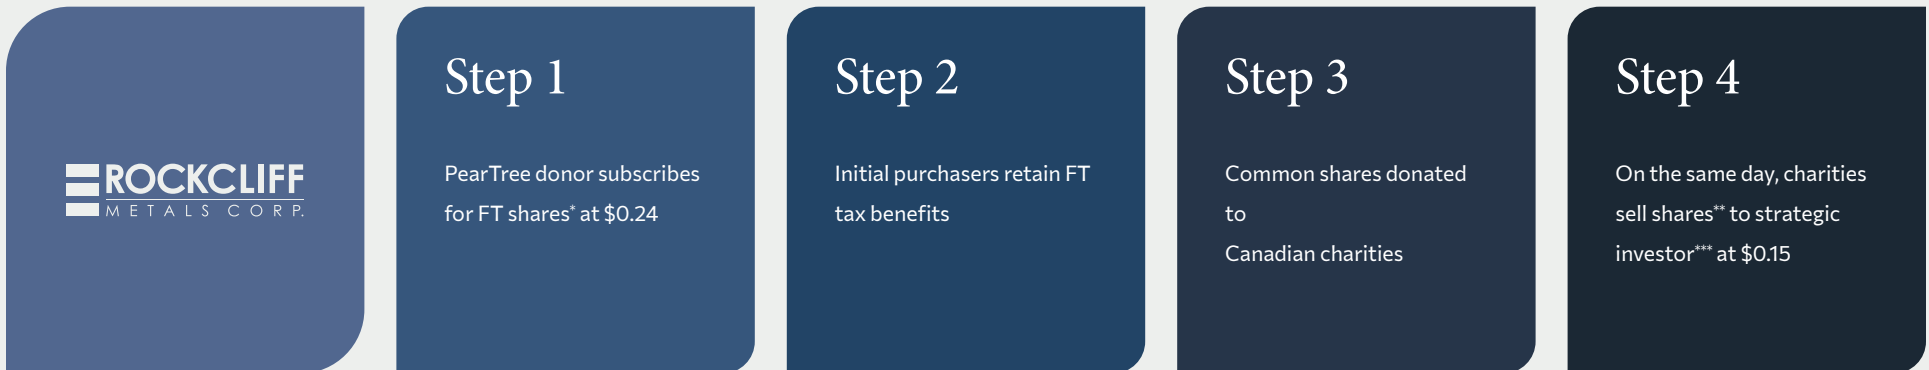 ROCKCLIFF
METALS CORP.
Step 1
PearTree donor subscribes
for FT shares* at $0.24
Step 2
Initial purchasers retain FT
tax benefits
Step 3
Common shares donated
to
Canadian charities
Step 4
On the same day, charities
sell shares** to strategic
investor*** at $0.15